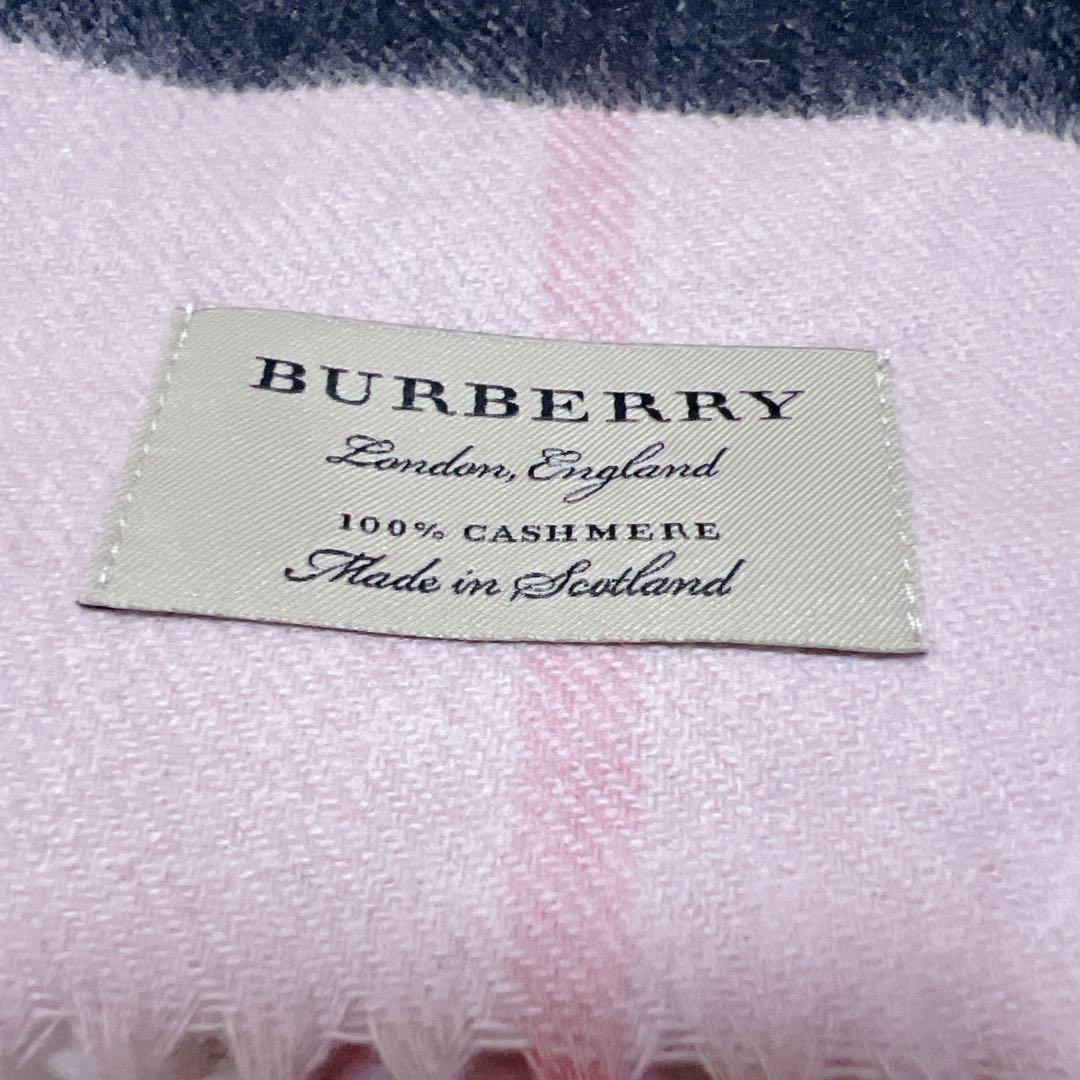 BURBERRY
London, England
100% CASHMERE
Made in Scotland